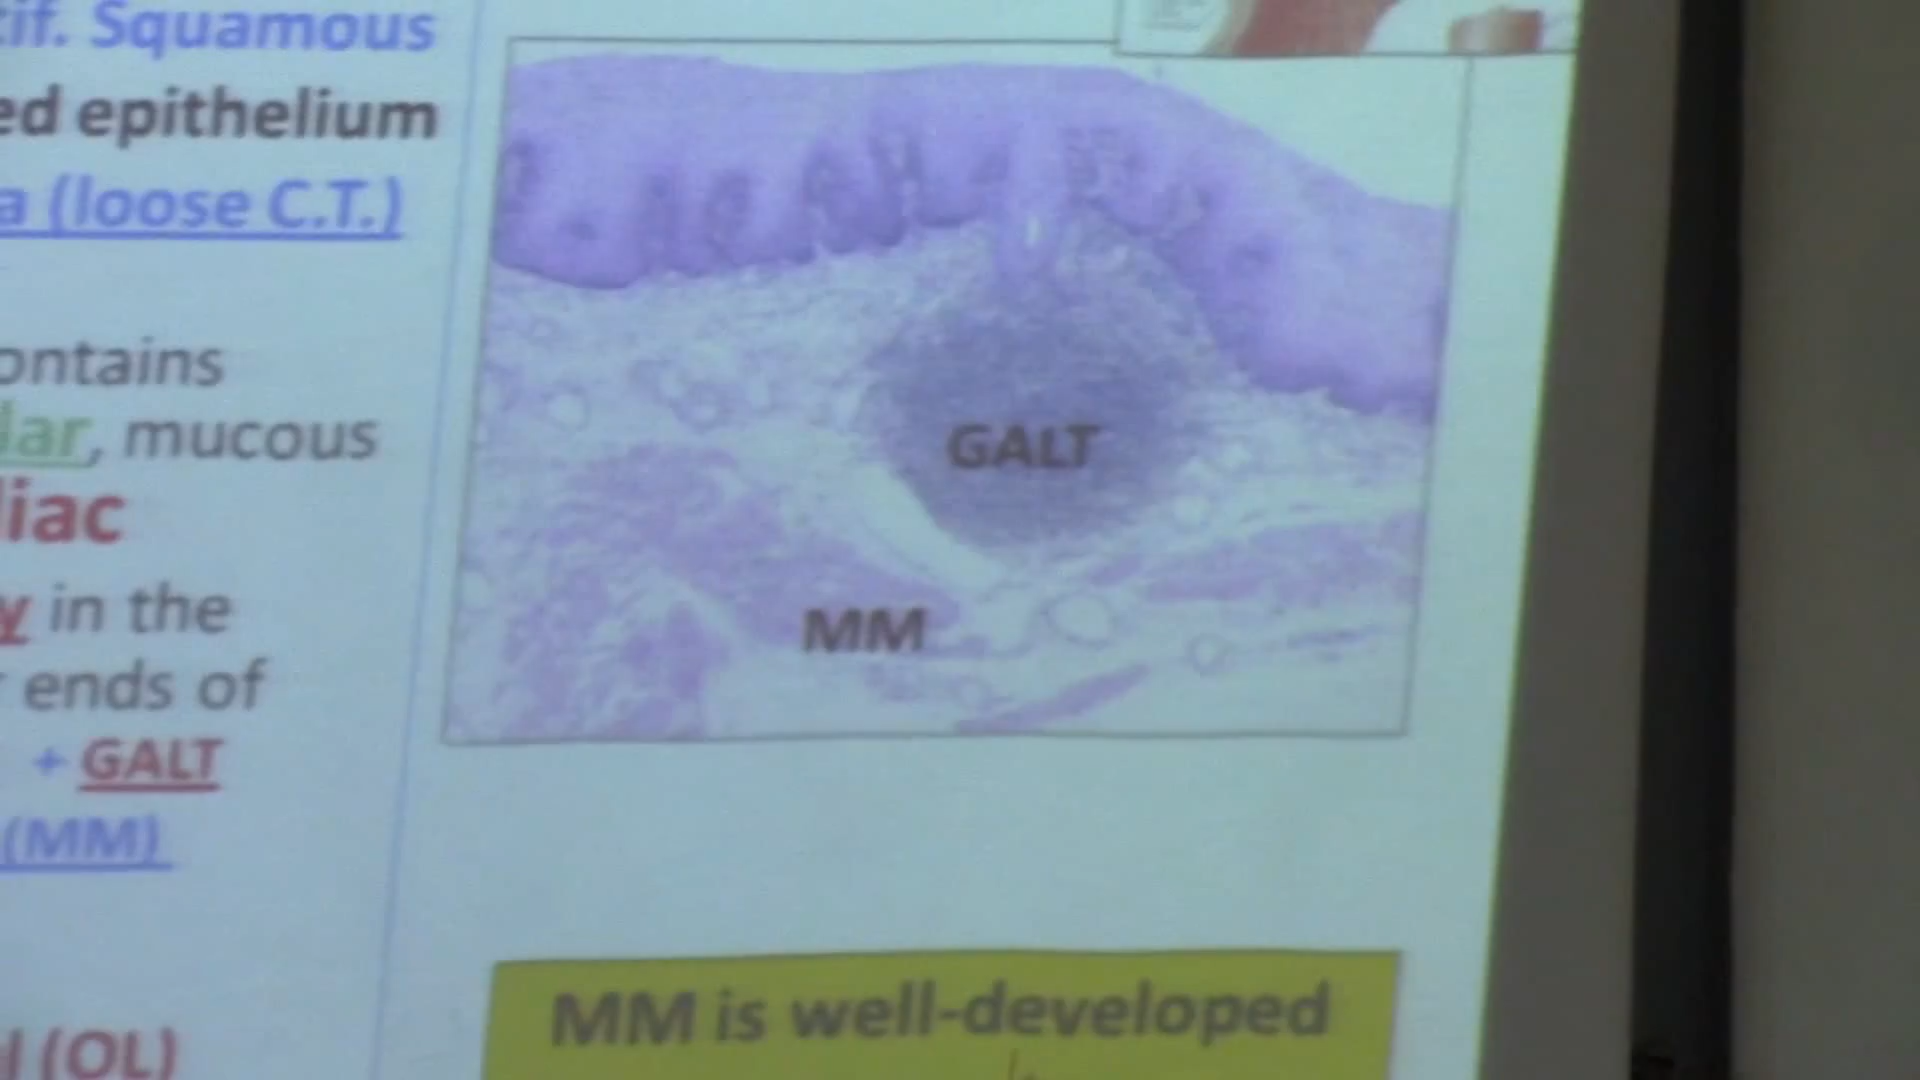 tif. Squamous
ed epithelium
a (loose C.T.)
ontains
lar, mucous
diac
y in the
r ends of
+ GALT
(MM)
l (OL)
GALT
MM
MM is well-developed